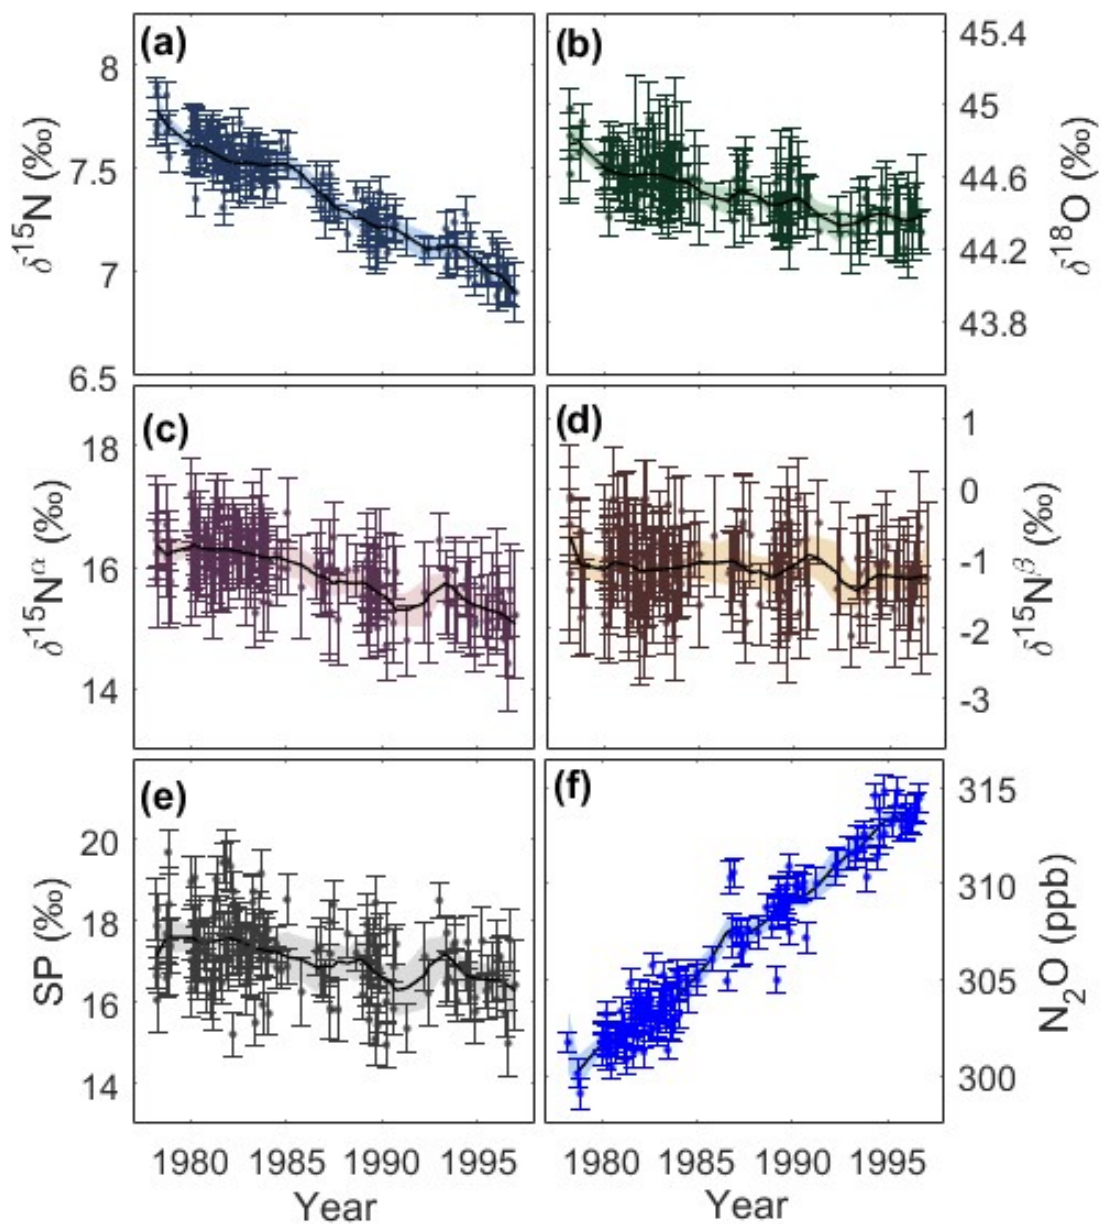 (a)
8
7.5
7
6.5
δ¹⁵N (‰)
(b)
45.4
45
44.6
44.2
43.8
δ¹⁸O (‰)
(c)
18
16
14
δ¹⁵Nᵅ (‰)
(d)
1
0
-1
-2
-3
δ¹⁵Nᵝ (‰)
(e)
20
18
16
14
SP (‰)
1980 1985 1990 1995
Year
(f)
315
310
305
300
N₂O (ppb)
1980 1985 1990 1995
Year